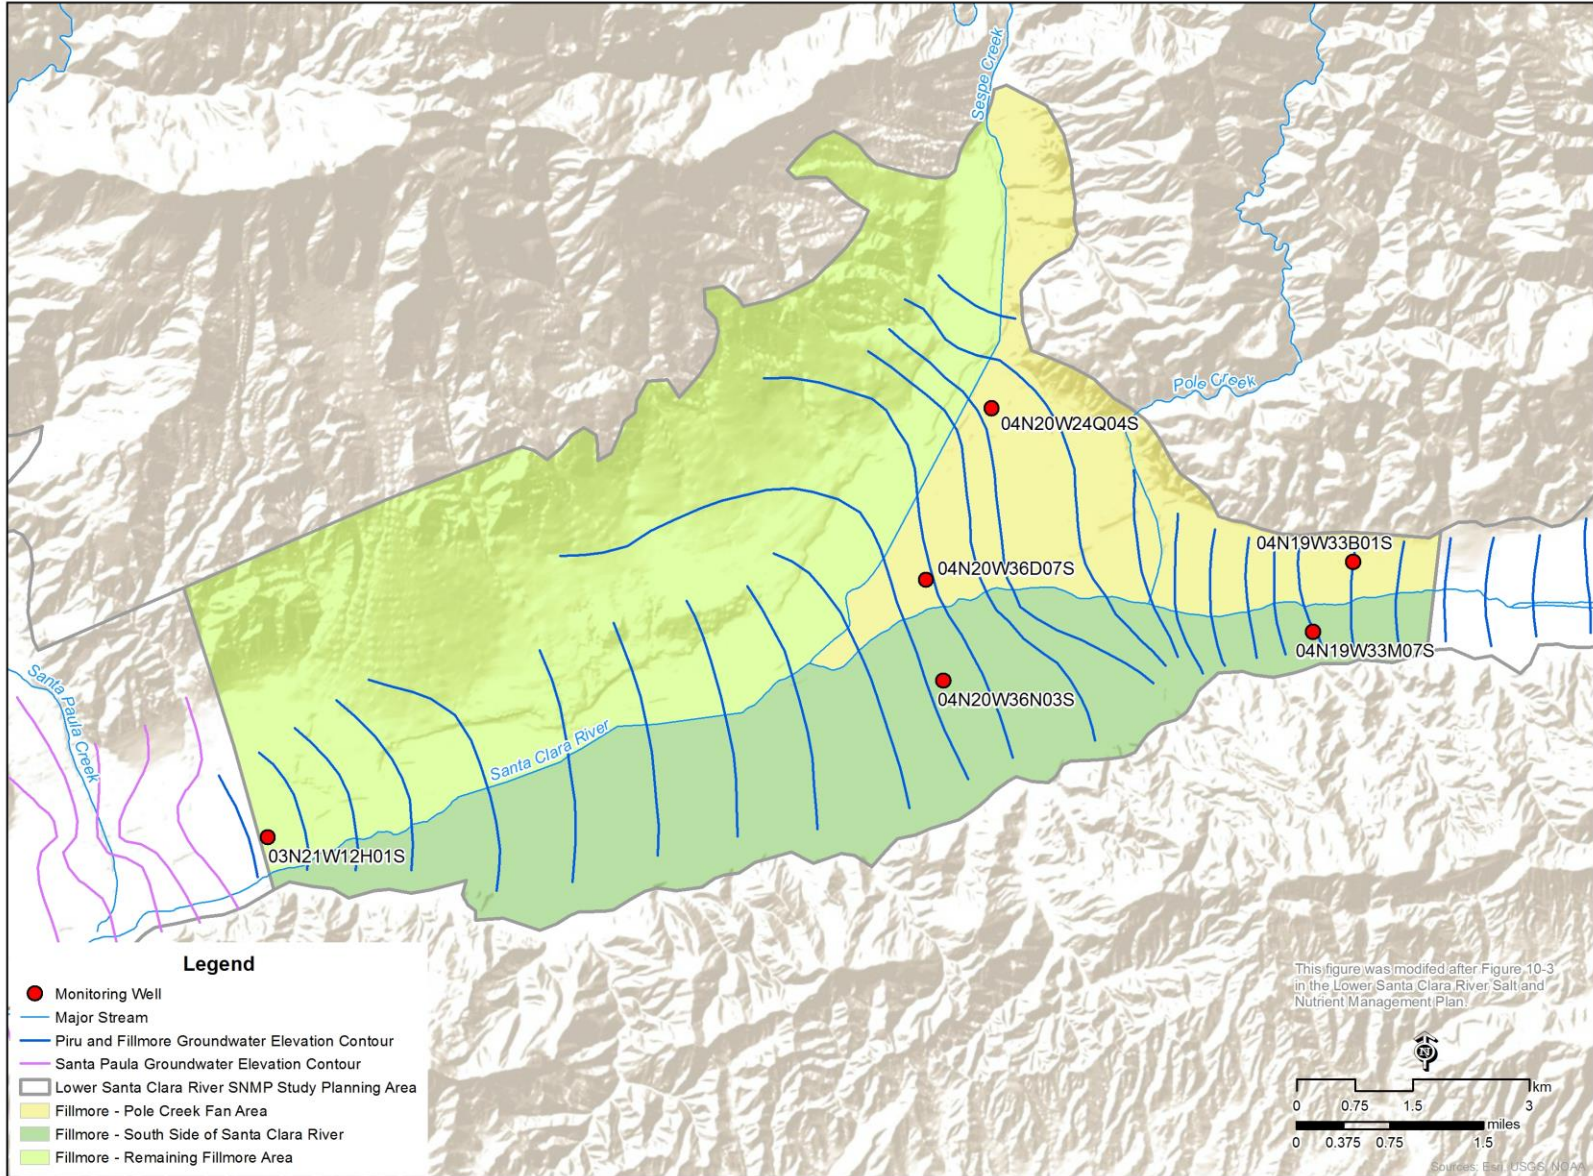 Sespe Creek
Pole Creek
04N20W24Q04S
04N19W33B01S
04N20W36D07S
04N19W33M07S
04N20W36N03S
Santa Paula Creek
Santa Clara River
03N21W12H01S
Legend
Monitoring Well
Major Stream
Piru and Fillmore Groundwater Elevation Contour
Santa Paula Groundwater Elevation Contour
Lower Santa Clara River SNMP Study Planning Area
Fillmore - Pole Creek Fan Area
Fillmore - South Side of Santa Clara River
Fillmore - Remaining Fillmore Area
This figure was modifed after Figure 10-3
in the Lower Santa Clara River Salt and
Nutrient Management Plan.
N
km
0 0.75 1.5 3
miles
0 0.375 0.75 1.5
Sources: Esri, USGS, NOAA